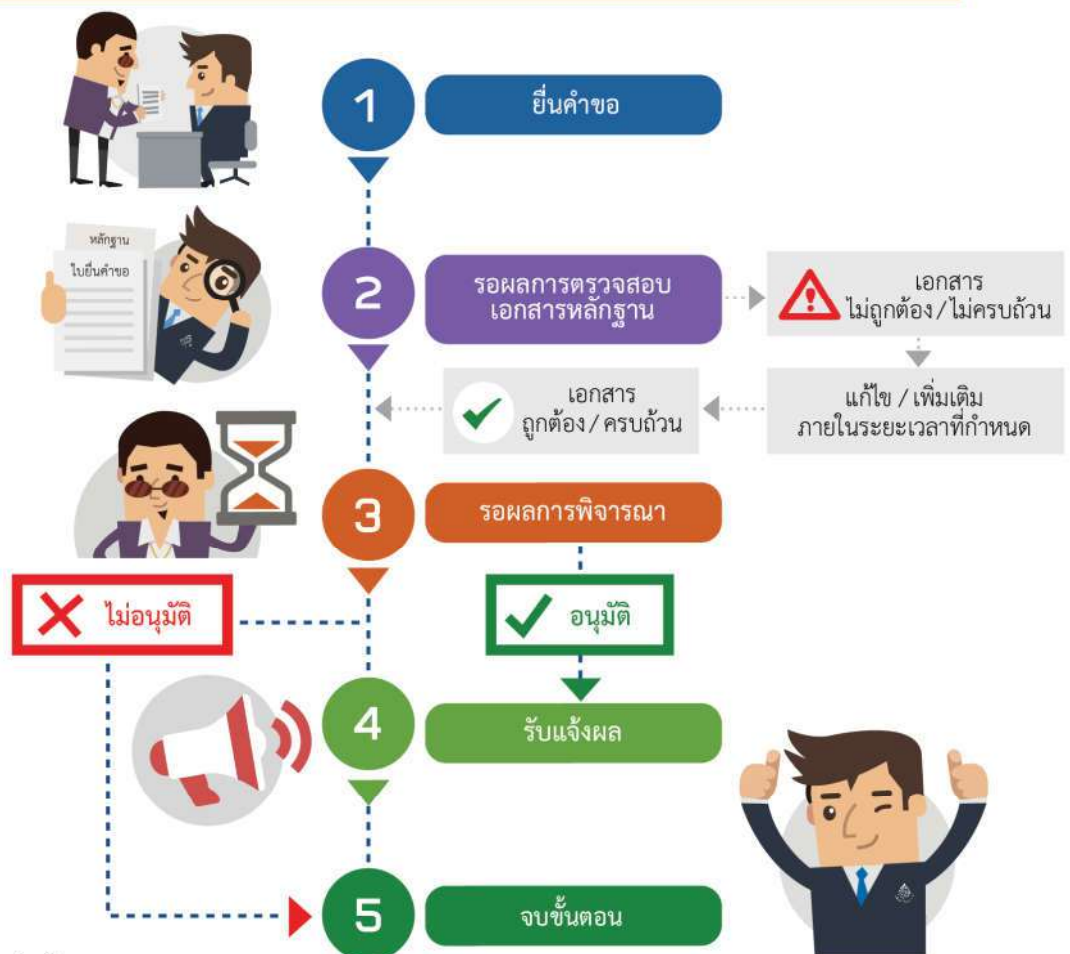 1
ยื่นคำขอ
หลักฐาน
ใบยื่นคำขอ
2
รอผลการตรวจสอบ
เอกสารหลักฐาน
เอกสาร
ไม่ถูกต้อง / ไม่ครบถ้วน
แก้ไข / เพิ่มเติม
ภายในระยะเวลาที่กำหนด
เอกสาร
ถูกต้อง / ครบถ้วน
3
รอผลการพิจารณา
ไม่อนุมัติ
อนุมัติ
4
รับแจ้งผล
5
จบขั้นตอน